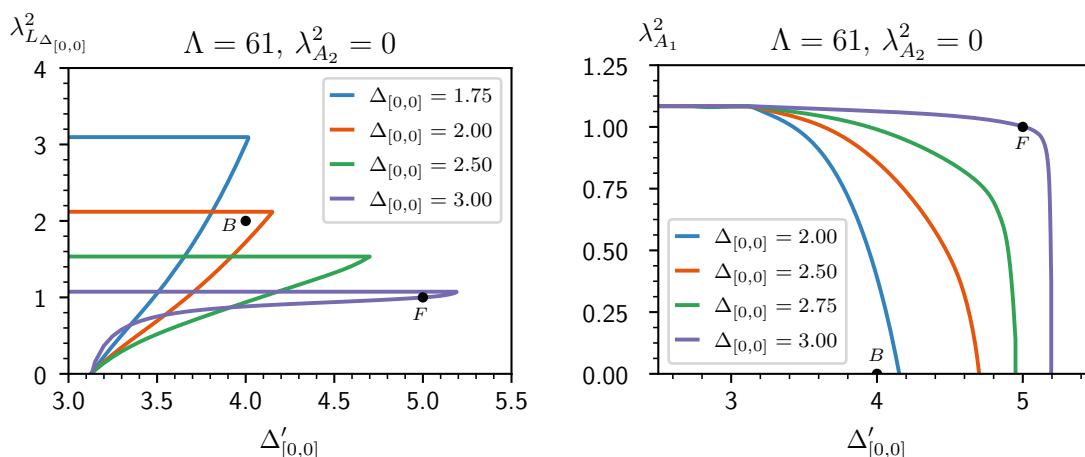 λ²_{L_{Δ[0,0]}}
Λ = 61, λ²_{A₂} = 0
4
3
2
1
0
3.0 3.5 4.0 4.5 5.0 5.5
Δ′_{[0,0]}
Δ_{[0,0]} = 1.75
Δ_{[0,0]} = 2.00
Δ_{[0,0]} = 2.50
Δ_{[0,0]} = 3.00
B
F
λ²_{A₁}
Λ = 61, λ²_{A₂} = 0
1.25
1.00
0.75
0.50
0.25
0.00
3 4 5
Δ′_{[0,0]}
F
Δ_{[0,0]} = 2.00
Δ_{[0,0]} = 2.50
Δ_{[0,0]} = 2.75
Δ_{[0,0]} = 3.00
B